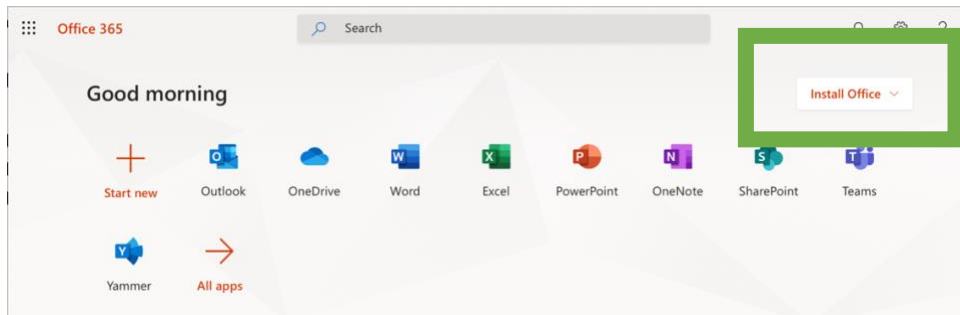 Office 365
Search
?
Good morning
Install Office
Start new
Outlook
OneDrive
Word
Excel
PowerPoint
OneNote
SharePoint
Teams
Yammer
All apps